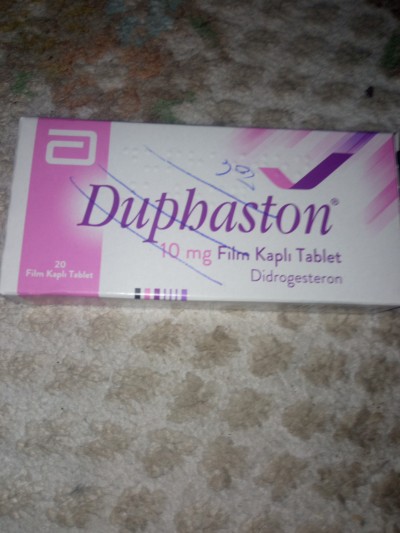 Duphaston®
10 mg Film Kaplı Tablet
Didrogesteron
20
Film Kaplı Tablet